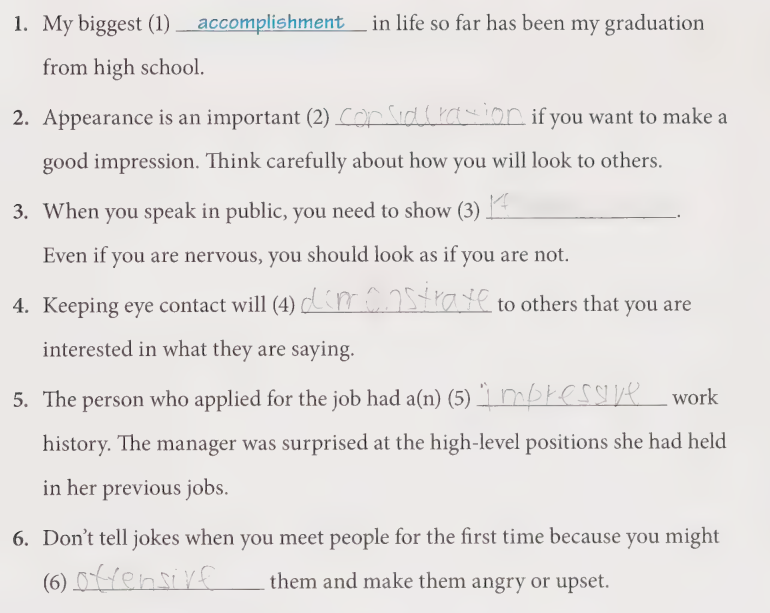 1. My biggest (1) accomplishment in life so far has been my graduation
from high school.
2. Appearance is an important (2) consideration if you want to make a
good impression. Think carefully about how you will look to others.
3. When you speak in public, you need to show (3) .
Even if you are nervous, you should look as if you are not.
4. Keeping eye contact will (4) demonstrate to others that you are
interested in what they are saying.
5. The person who applied for the job had a(n) (5) impressive work
history. The manager was surprised at the high-level positions she had held
in her previous jobs.
6. Don't tell jokes when you meet people for the first time because you might
(6) offensive them and make them angry or upset.